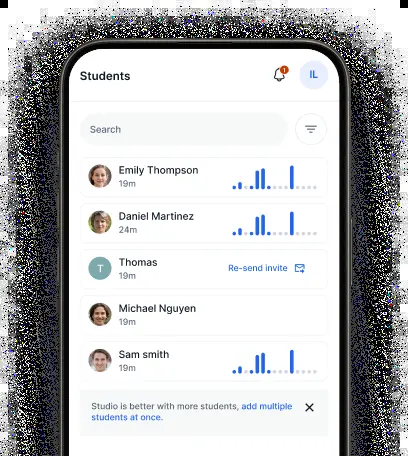 Students
1
IL
Search
Emily Thompson
19m
Daniel Martinez
24m
T
Thomas
19m
Re-send invite
Michael Nguyen
19m
Sam smith
19m
Studio is better with more students, add multiple
students at once.